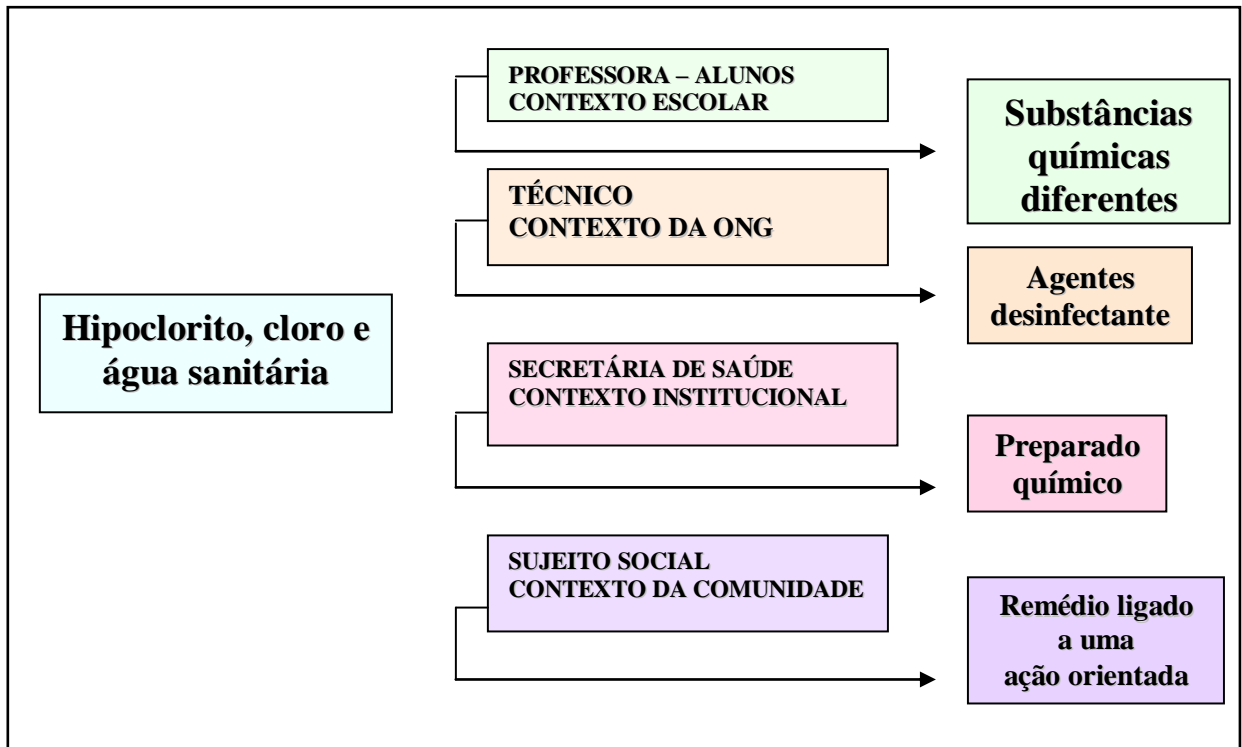 Hipoclorito, cloro e
água sanitária
PROFESSORA – ALUNOS
CONTEXTO ESCOLAR
Substâncias
químicas
diferentes
TÉCNICO
CONTEXTO DA ONG
Agentes
desinfectante
SECRETÁRIA DE SAÚDE
CONTEXTO INSTITUCIONAL
Preparado
químico
SUJEITO SOCIAL
CONTEXTO DA COMUNIDADE
Remédio ligado
a uma
ação orientada